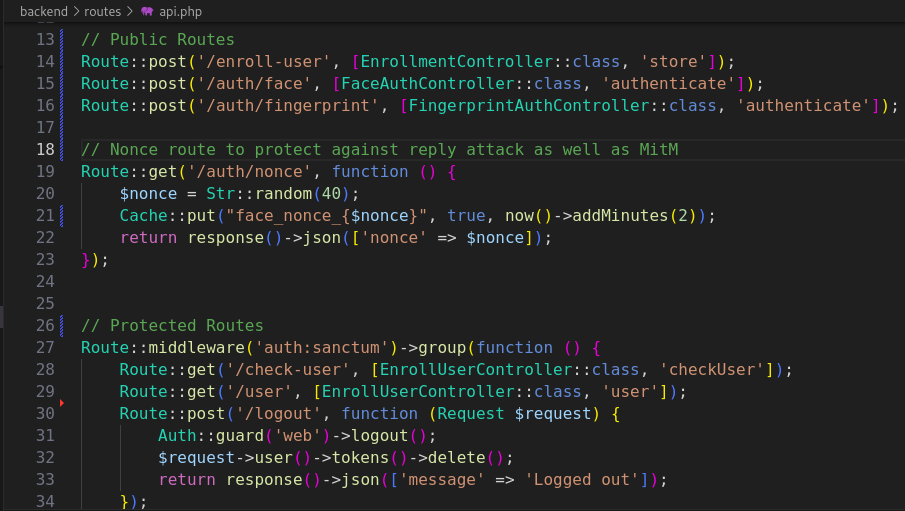 backend > routes > api.php
13 // Public Routes
14 Route::post('/enroll-user', [EnrollmentController::class, 'store']);
15 Route::post('/auth/face', [FaceAuthController::class, 'authenticate']);
16 Route::post('/auth/fingerprint', [FingerprintAuthController::class, 'authenticate']);
17
18 // Nonce route to protect against reply attack as well as MitM
19 Route::get('/auth/nonce', function () {
20     $nonce = Str::random(40);
21     Cache::put("face_nonce_{$nonce}", true, now()->addMinutes(2));
22     return response()->json(['nonce' => $nonce]);
23 });
24
25
26 // Protected Routes
27 Route::middleware('auth:sanctum')->group(function () {
28     Route::get('/check-user', [EnrollUserController::class, 'checkUser']);
29     Route::get('/user', [EnrollUserController::class, 'user']);
30     Route::post('/logout', function (Request $request) {
31         Auth::guard('web')->logout();
32         $request->user()->tokens()->delete();
33         return response()->json(['message' => 'Logged out']);
34     });